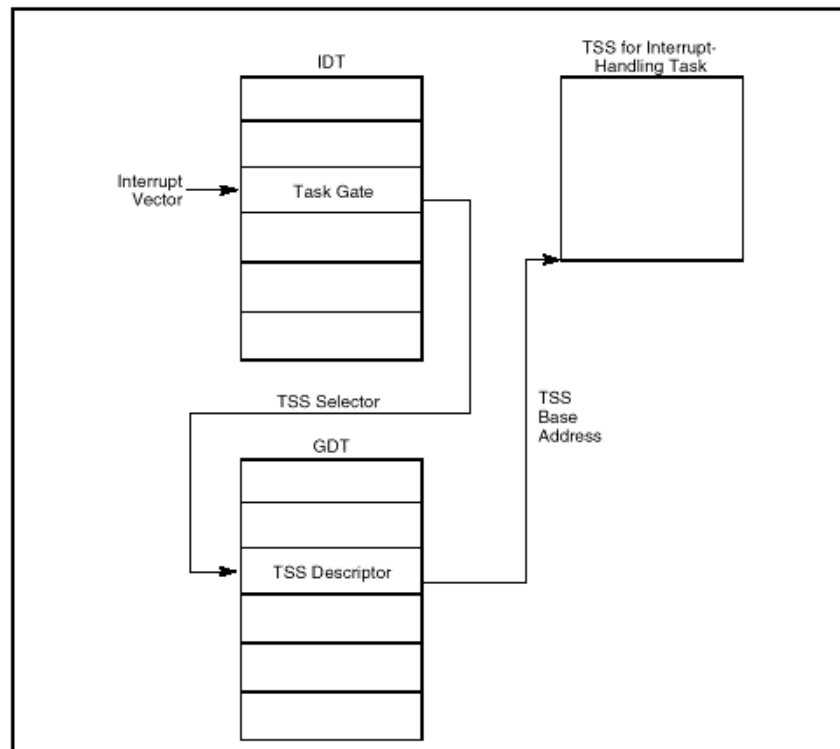 TSS for Interrupt-
Handling Task
IDT
Interrupt
Vector
Task Gate
TSS Selector
TSS
Base
Address
GDT
TSS Descriptor